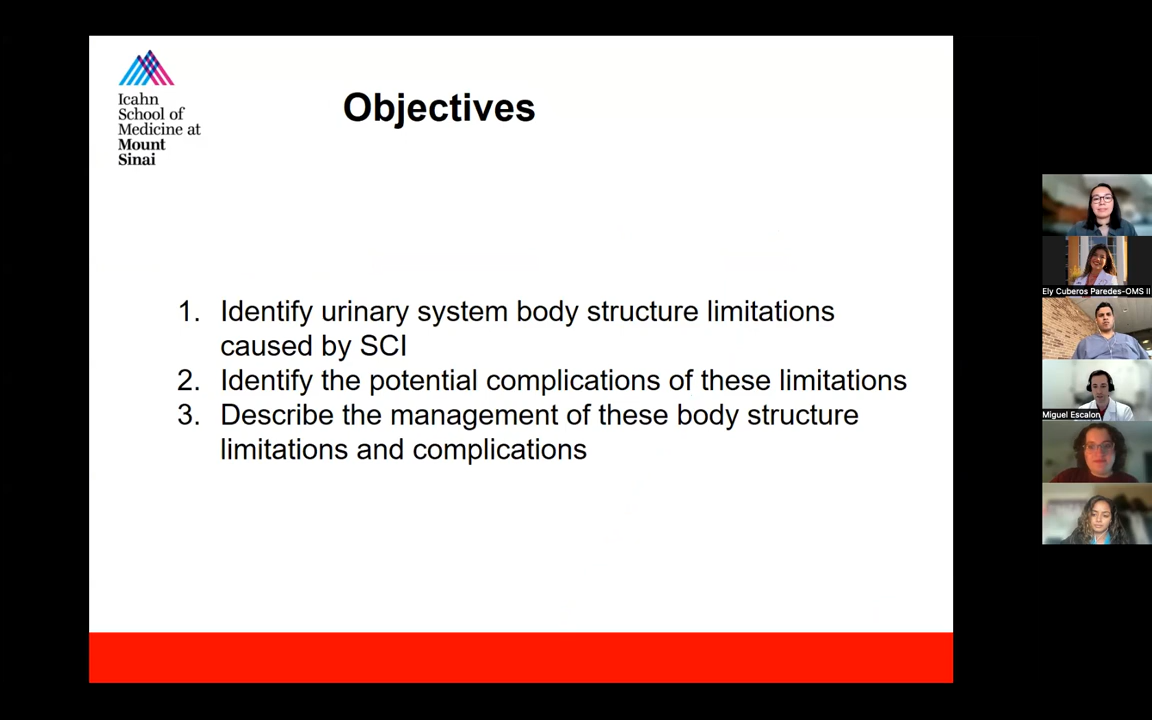 Icahn
School of
Medicine at
Mount
Sinai
Objectives
1. Identify urinary system body structure limitations
caused by SCI
2. Identify the potential complications of these limitations
3. Describe the management of these body structure
limitations and complications
Ely Cuberos Paredes-OMS II
Miguel Escalon